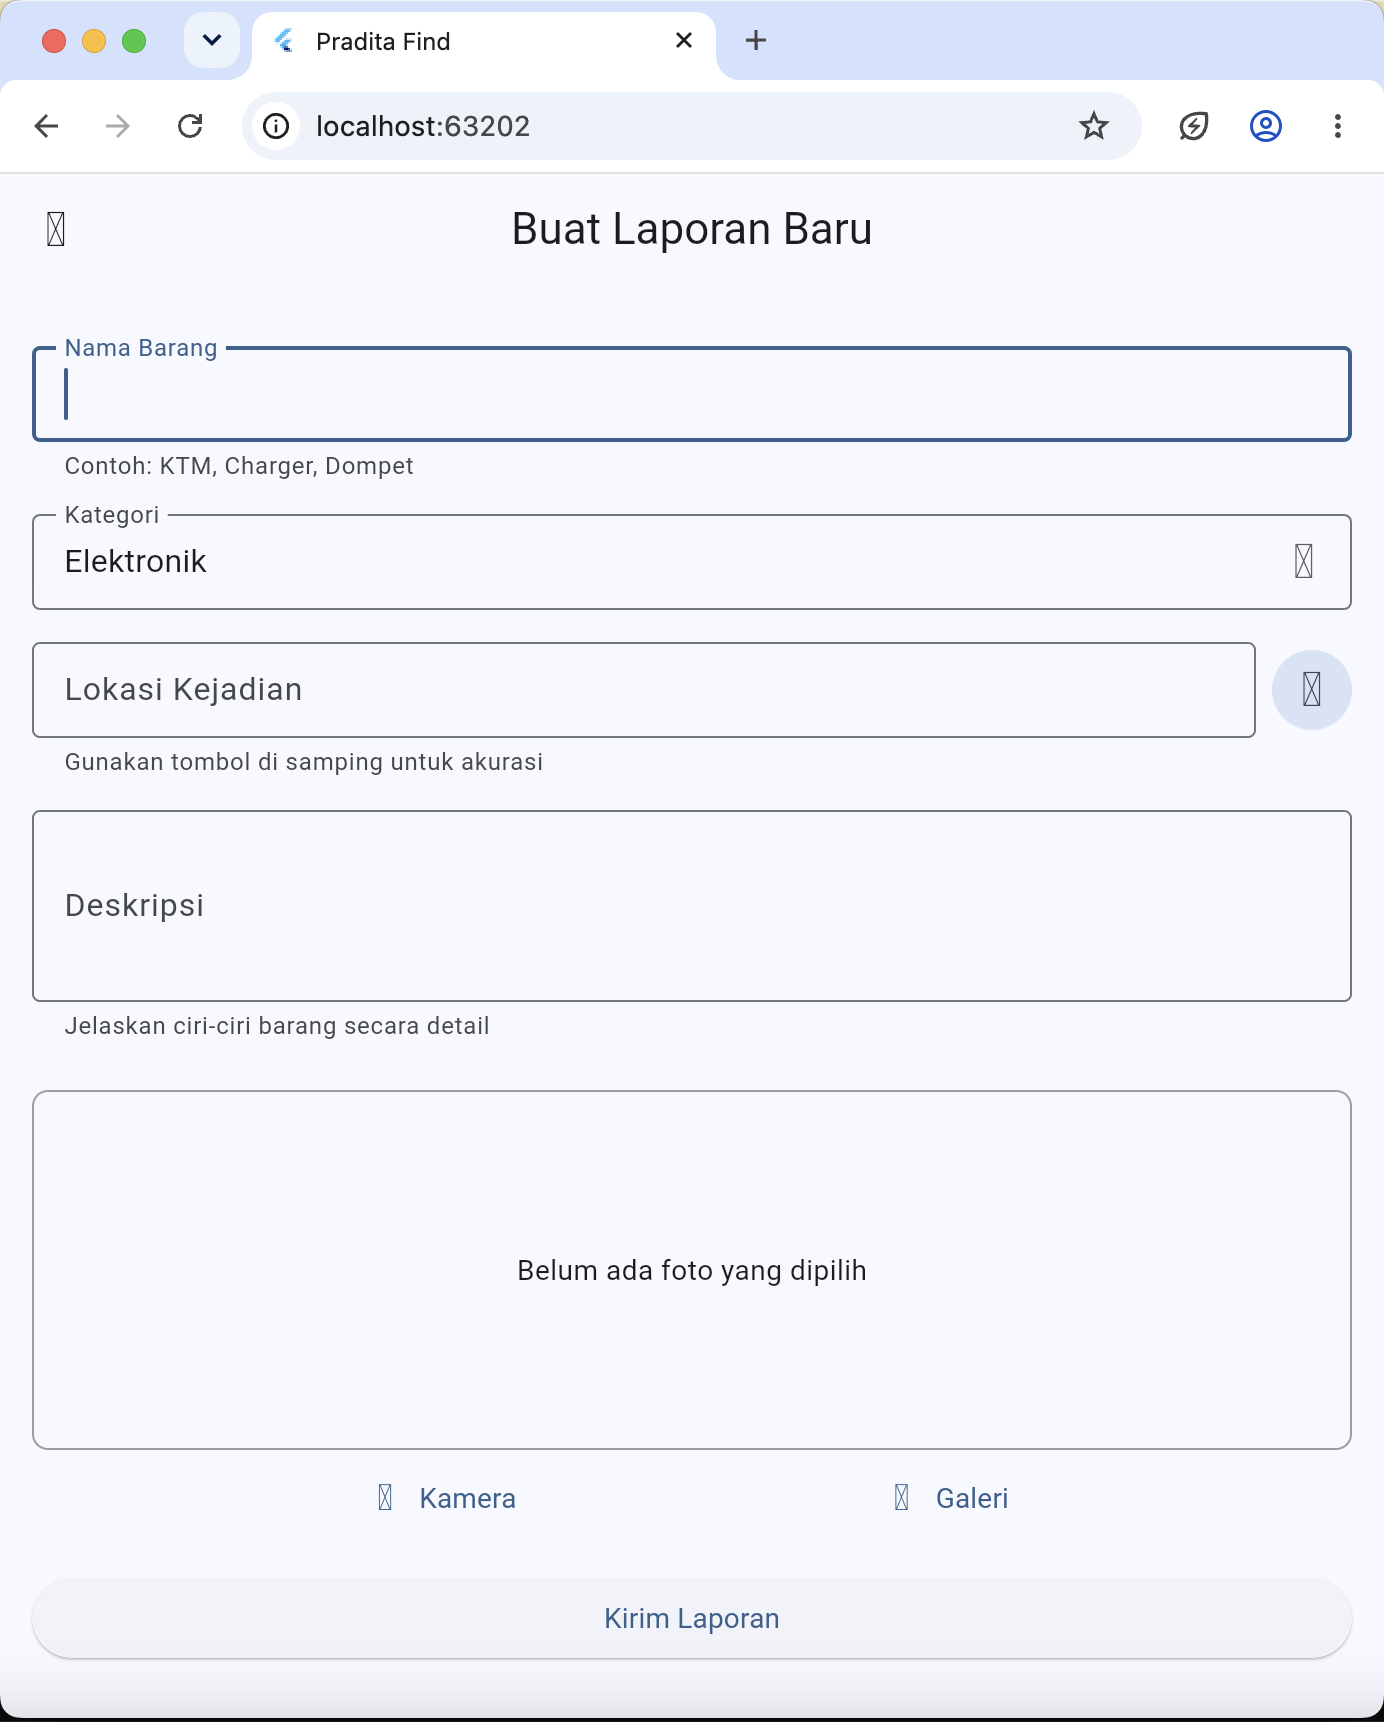 Pradita Find
localhost:63202
Buat Laporan Baru
Nama Barang
Contoh: KTM, Charger, Dompet
Kategori
Elektronik
Lokasi Kejadian
Gunakan tombol di samping untuk akurasi
Deskripsi
Jelaskan ciri-ciri barang secara detail
Belum ada foto yang dipilih
Kamera
Galeri
Kirim Laporan